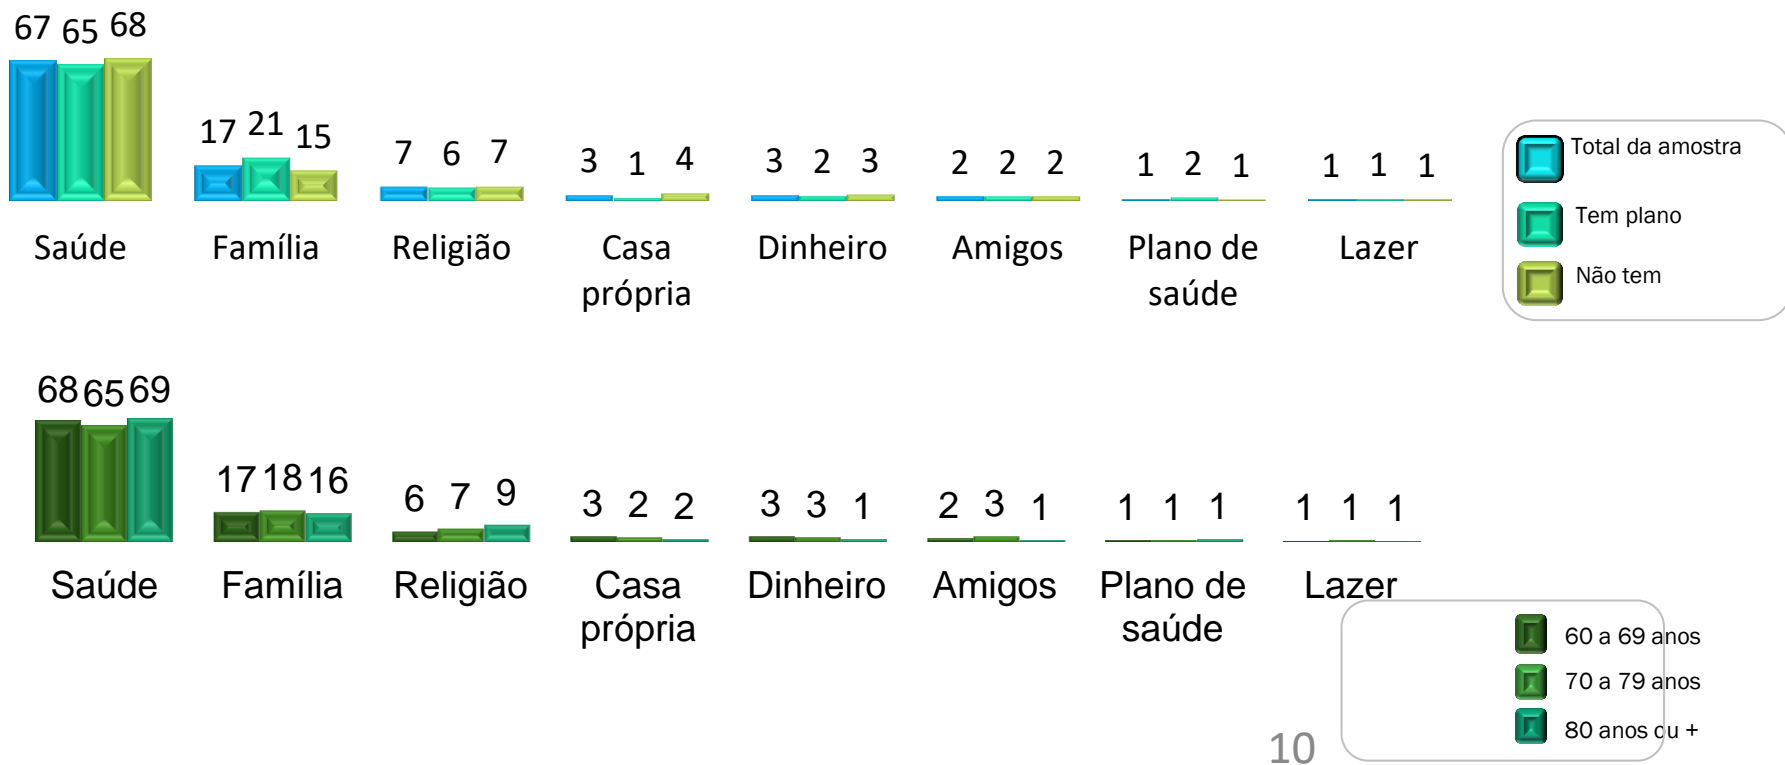 67 65 68
17 21 15
7 6 7
3 1 4
3 2 3
2 2 2
1 2 1
1 1 1
Saúde
Família
Religião
Casa
própria
Dinheiro
Amigos
Plano de
saúde
Lazer
Total da amostra
Tem plano
Não tem
68 65 69
17 18 16
6 7 9
3 2 2
3 3 1
2 3 1
1 1 1
1 1 1
Saúde
Família
Religião
Casa
própria
Dinheiro
Amigos
Plano de
saúde
Lazer
60 a 69 anos
70 a 79 anos
80 anos ou +
10